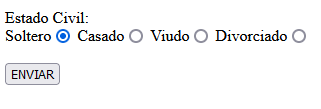 Estado Civil:
Soltero Casado Viudo Divorciado
ENVIAR